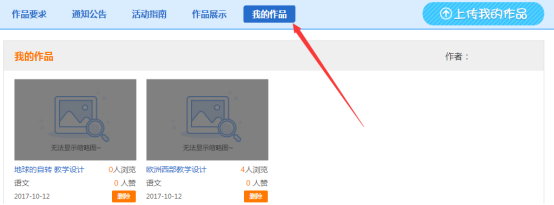 作品要求 通知公告 活动指南 作品展示 我的作品 上传我的作品
我的作品 作者：
无法显示缩略图~ 无法显示缩略图~
地球的自转 教学设计 0人浏览 欧洲西部教学设计 4人浏览
语文 0 人赞 语文 0 人赞
2017-10-12 删除 2017-10-12 删除